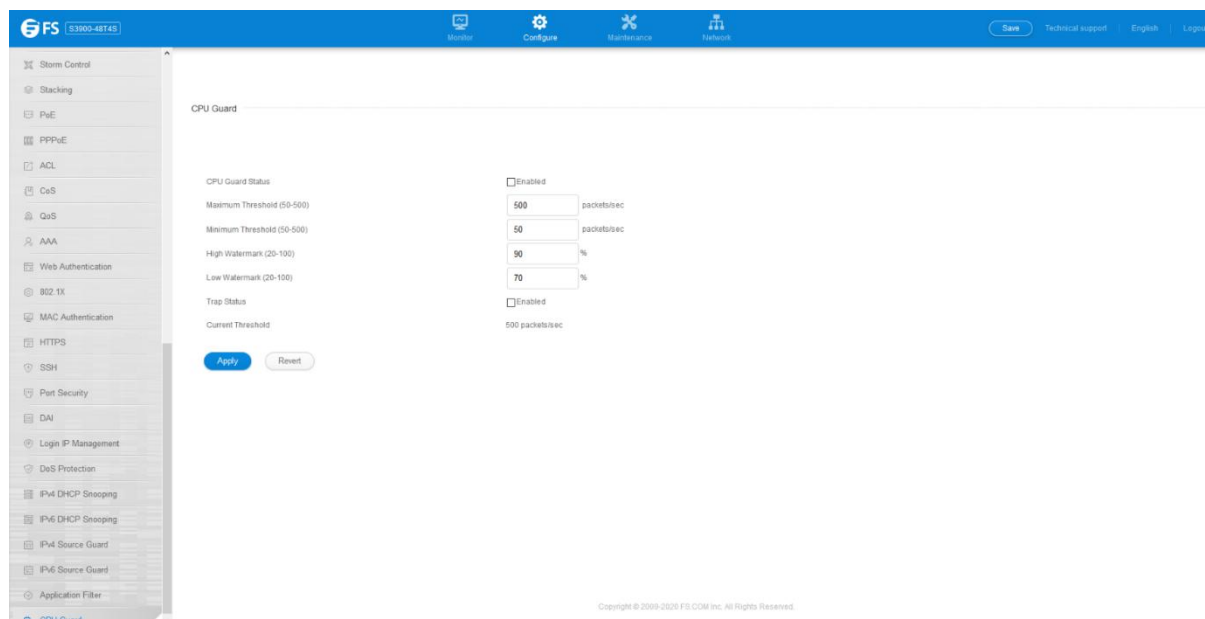 FS S3900-48T4S
Monitor
Configure
Maintenance
Network
Save
Technical support
English
Logou
Storm Control
Stacking
PoE
PPPoE
ACL
CoS
QoS
AAA
Web Authentication
802.1X
MAC Authentication
HTTPS
SSH
Port Security
DAI
Login IP Management
DoS Protection
IPv4 DHCP Snooping
IPv6 DHCP Snooping
IPv4 Source Guard
IPv6 Source Guard
Application Filter
CPU Guard
CPU Guard
CPU Guard Status Enabled
Maximum Threshold (50-500) 500 packets/sec
Minimum Threshold (50-500) 50 packets/sec
High Watermark (20-100) 90 %
Low Watermark (20-100) 70 %
Trap Status Enabled
Current Threshold 500 packets/sec
Apply Revert
Copyright © 2009-2020 FS.COM Inc. All Rights Reserved.